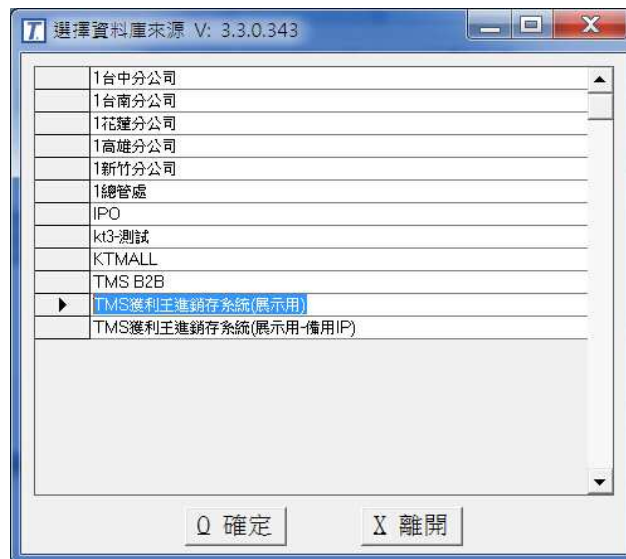 選擇資料庫來源 V: 3.3.0.343
1台中分公司
1台南分公司
1花蓮分公司
1高雄分公司
1新竹分公司
1總管處
IPO
kt3-測試
KTMALL
TMS B2B
TMS獲利王進銷存系統(展示用)
TMS獲利王進銷存系統(展示用-備用IP)
Q 確定
X 離開